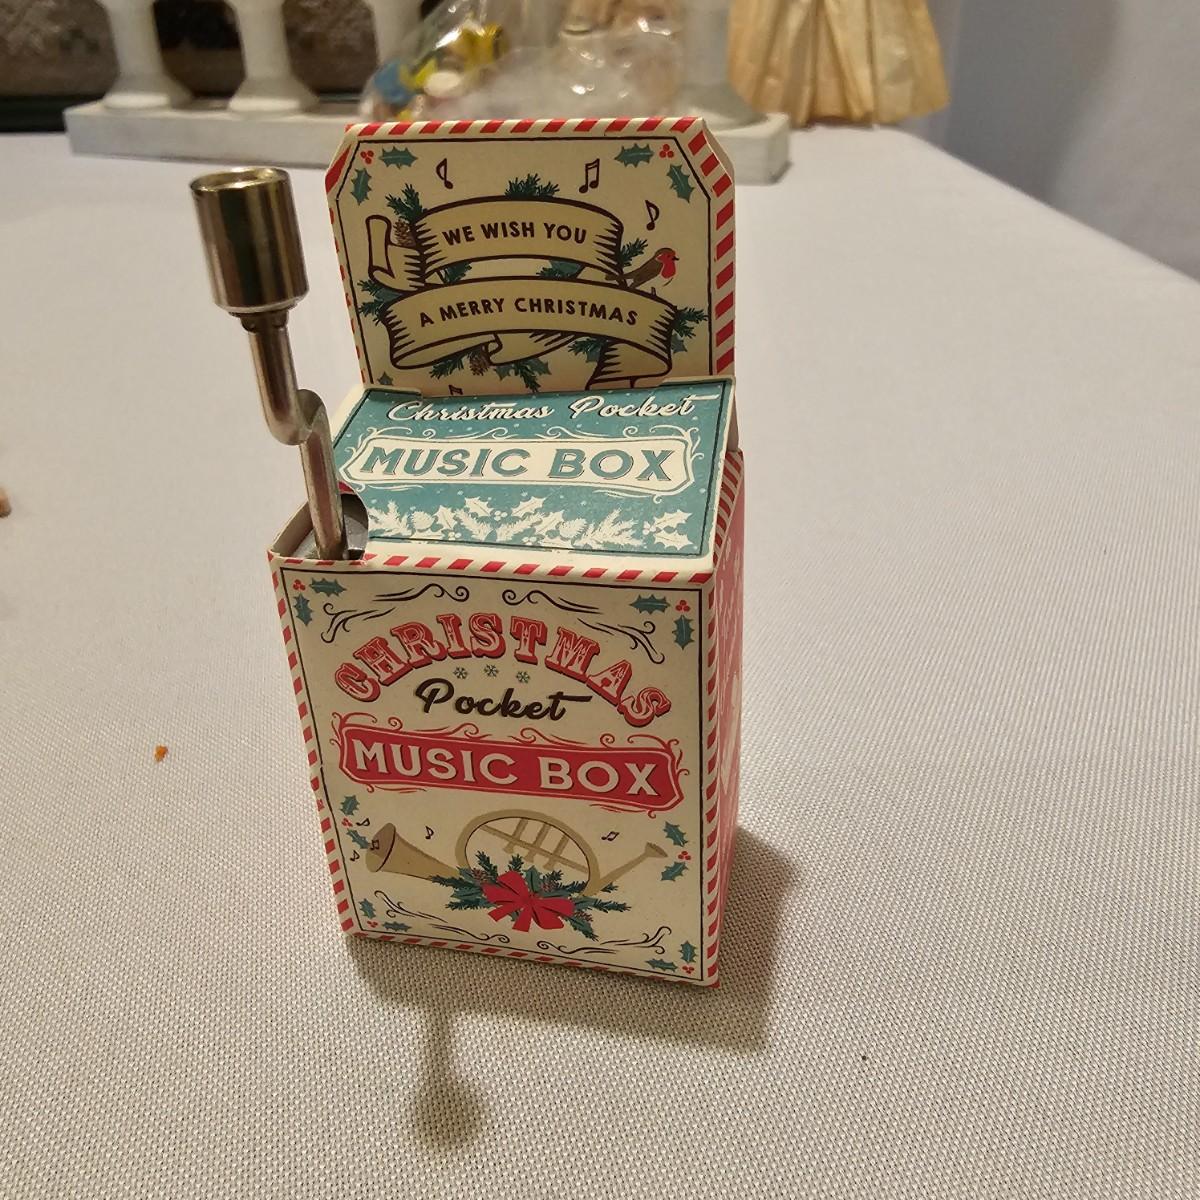 WE WISH YOU
A MERRY CHRISTMAS
Christmas Pocket
MUSIC BOX
CHRISTMAS
Pocket
MUSIC BOX